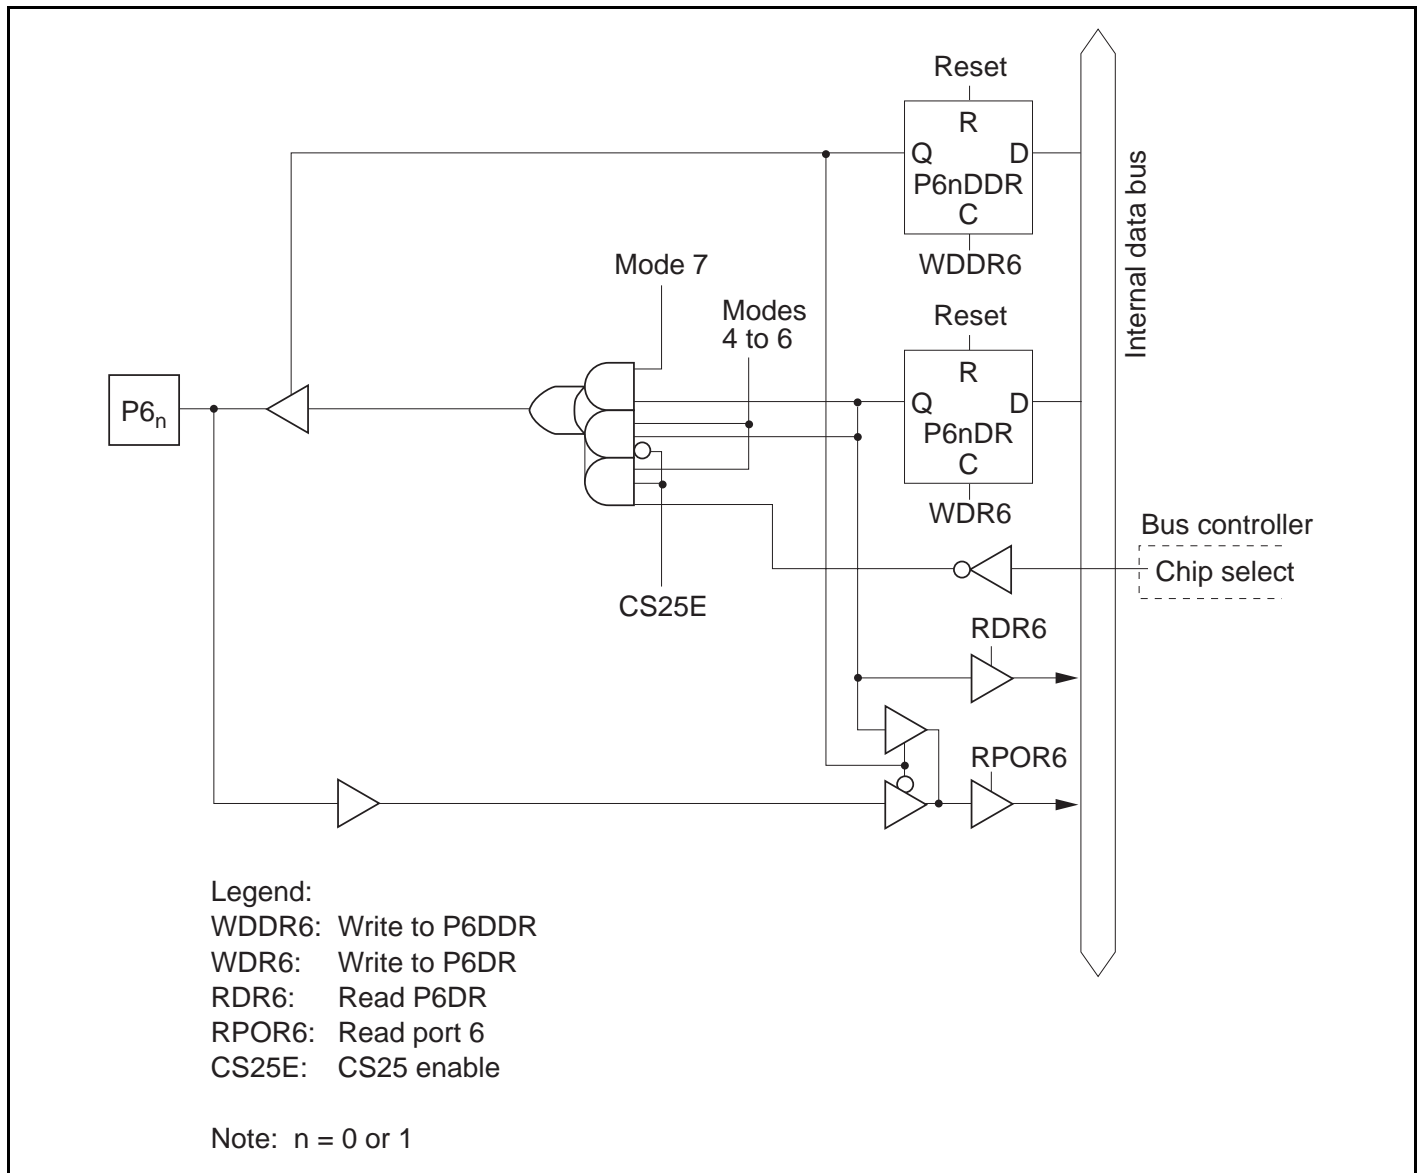 Reset
R
Q D
P6nDDR
C
WDDR6
Internal data bus
Mode 7
Modes
4 to 6
Reset
R
Q D
P6nDR
C
WDR6
P6n
Bus controller
Chip select
CS25E
RDR6
RPOR6
Legend:
WDDR6: Write to P6DDR
WDR6: Write to P6DR
RDR6: Read P6DR
RPOR6: Read port 6
CS25E: CS25 enable
Note: n = 0 or 1